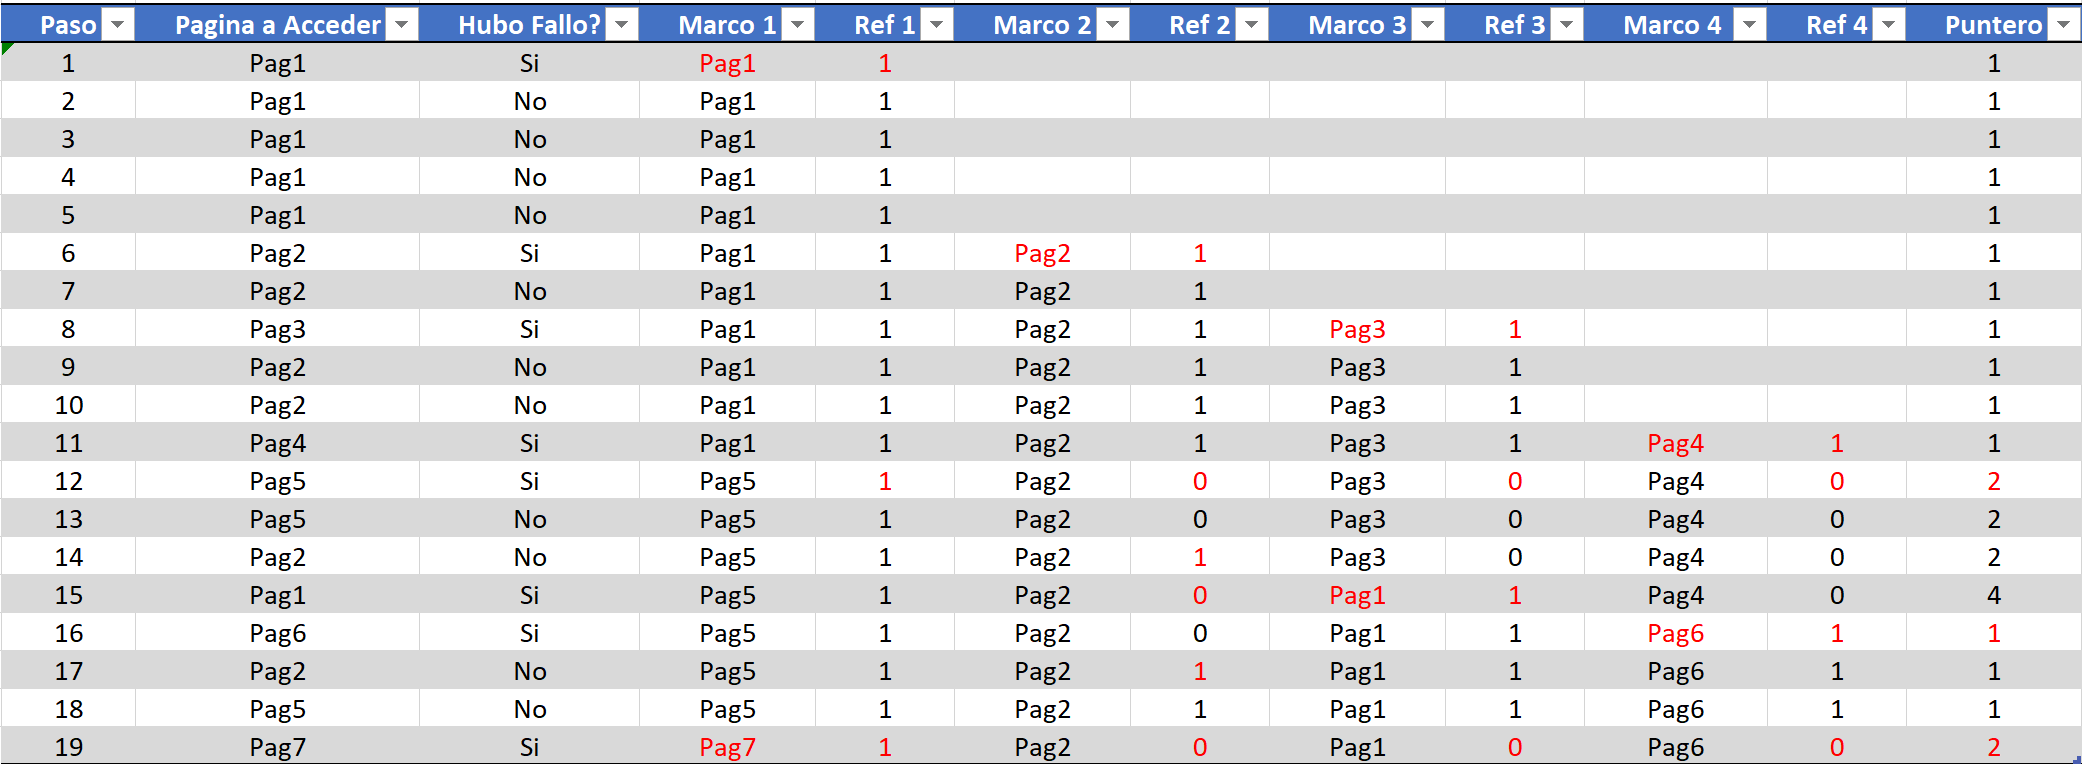 Paso Pagina a Acceder Hubo Fallo? Marco 1 Ref 1 Marco 2 Ref 2 Marco 3 Ref 3 Marco 4 Ref 4 Puntero
1 Pag1 Si Pag1 1 1
2 Pag1 No Pag1 1 1
3 Pag1 No Pag1 1 1
4 Pag1 No Pag1 1 1
5 Pag1 No Pag1 1 1
6 Pag2 Si Pag1 1 Pag2 1 1
7 Pag2 No Pag1 1 Pag2 1 1
8 Pag3 Si Pag1 1 Pag2 1 Pag3 1 1
9 Pag2 No Pag1 1 Pag2 1 Pag3 1 1
10 Pag2 No Pag1 1 Pag2 1 Pag3 1 1
11 Pag4 Si Pag1 1 Pag2 1 Pag3 1 Pag4 1 1
12 Pag5 Si Pag5 1 Pag2 0 Pag3 0 Pag4 0 2
13 Pag5 No Pag5 1 Pag2 0 Pag3 0 Pag4 0 2
14 Pag2 No Pag5 1 Pag2 1 Pag3 0 Pag4 0 2
15 Pag1 Si Pag5 1 Pag2 0 Pag1 1 Pag4 0 4
16 Pag6 Si Pag5 1 Pag2 0 Pag1 1 Pag6 1 1
17 Pag2 No Pag5 1 Pag2 1 Pag1 1 Pag6 1 1
18 Pag5 No Pag5 1 Pag2 1 Pag1 1 Pag6 1 1
19 Pag7 Si Pag7 1 Pag2 0 Pag1 0 Pag6 0 2